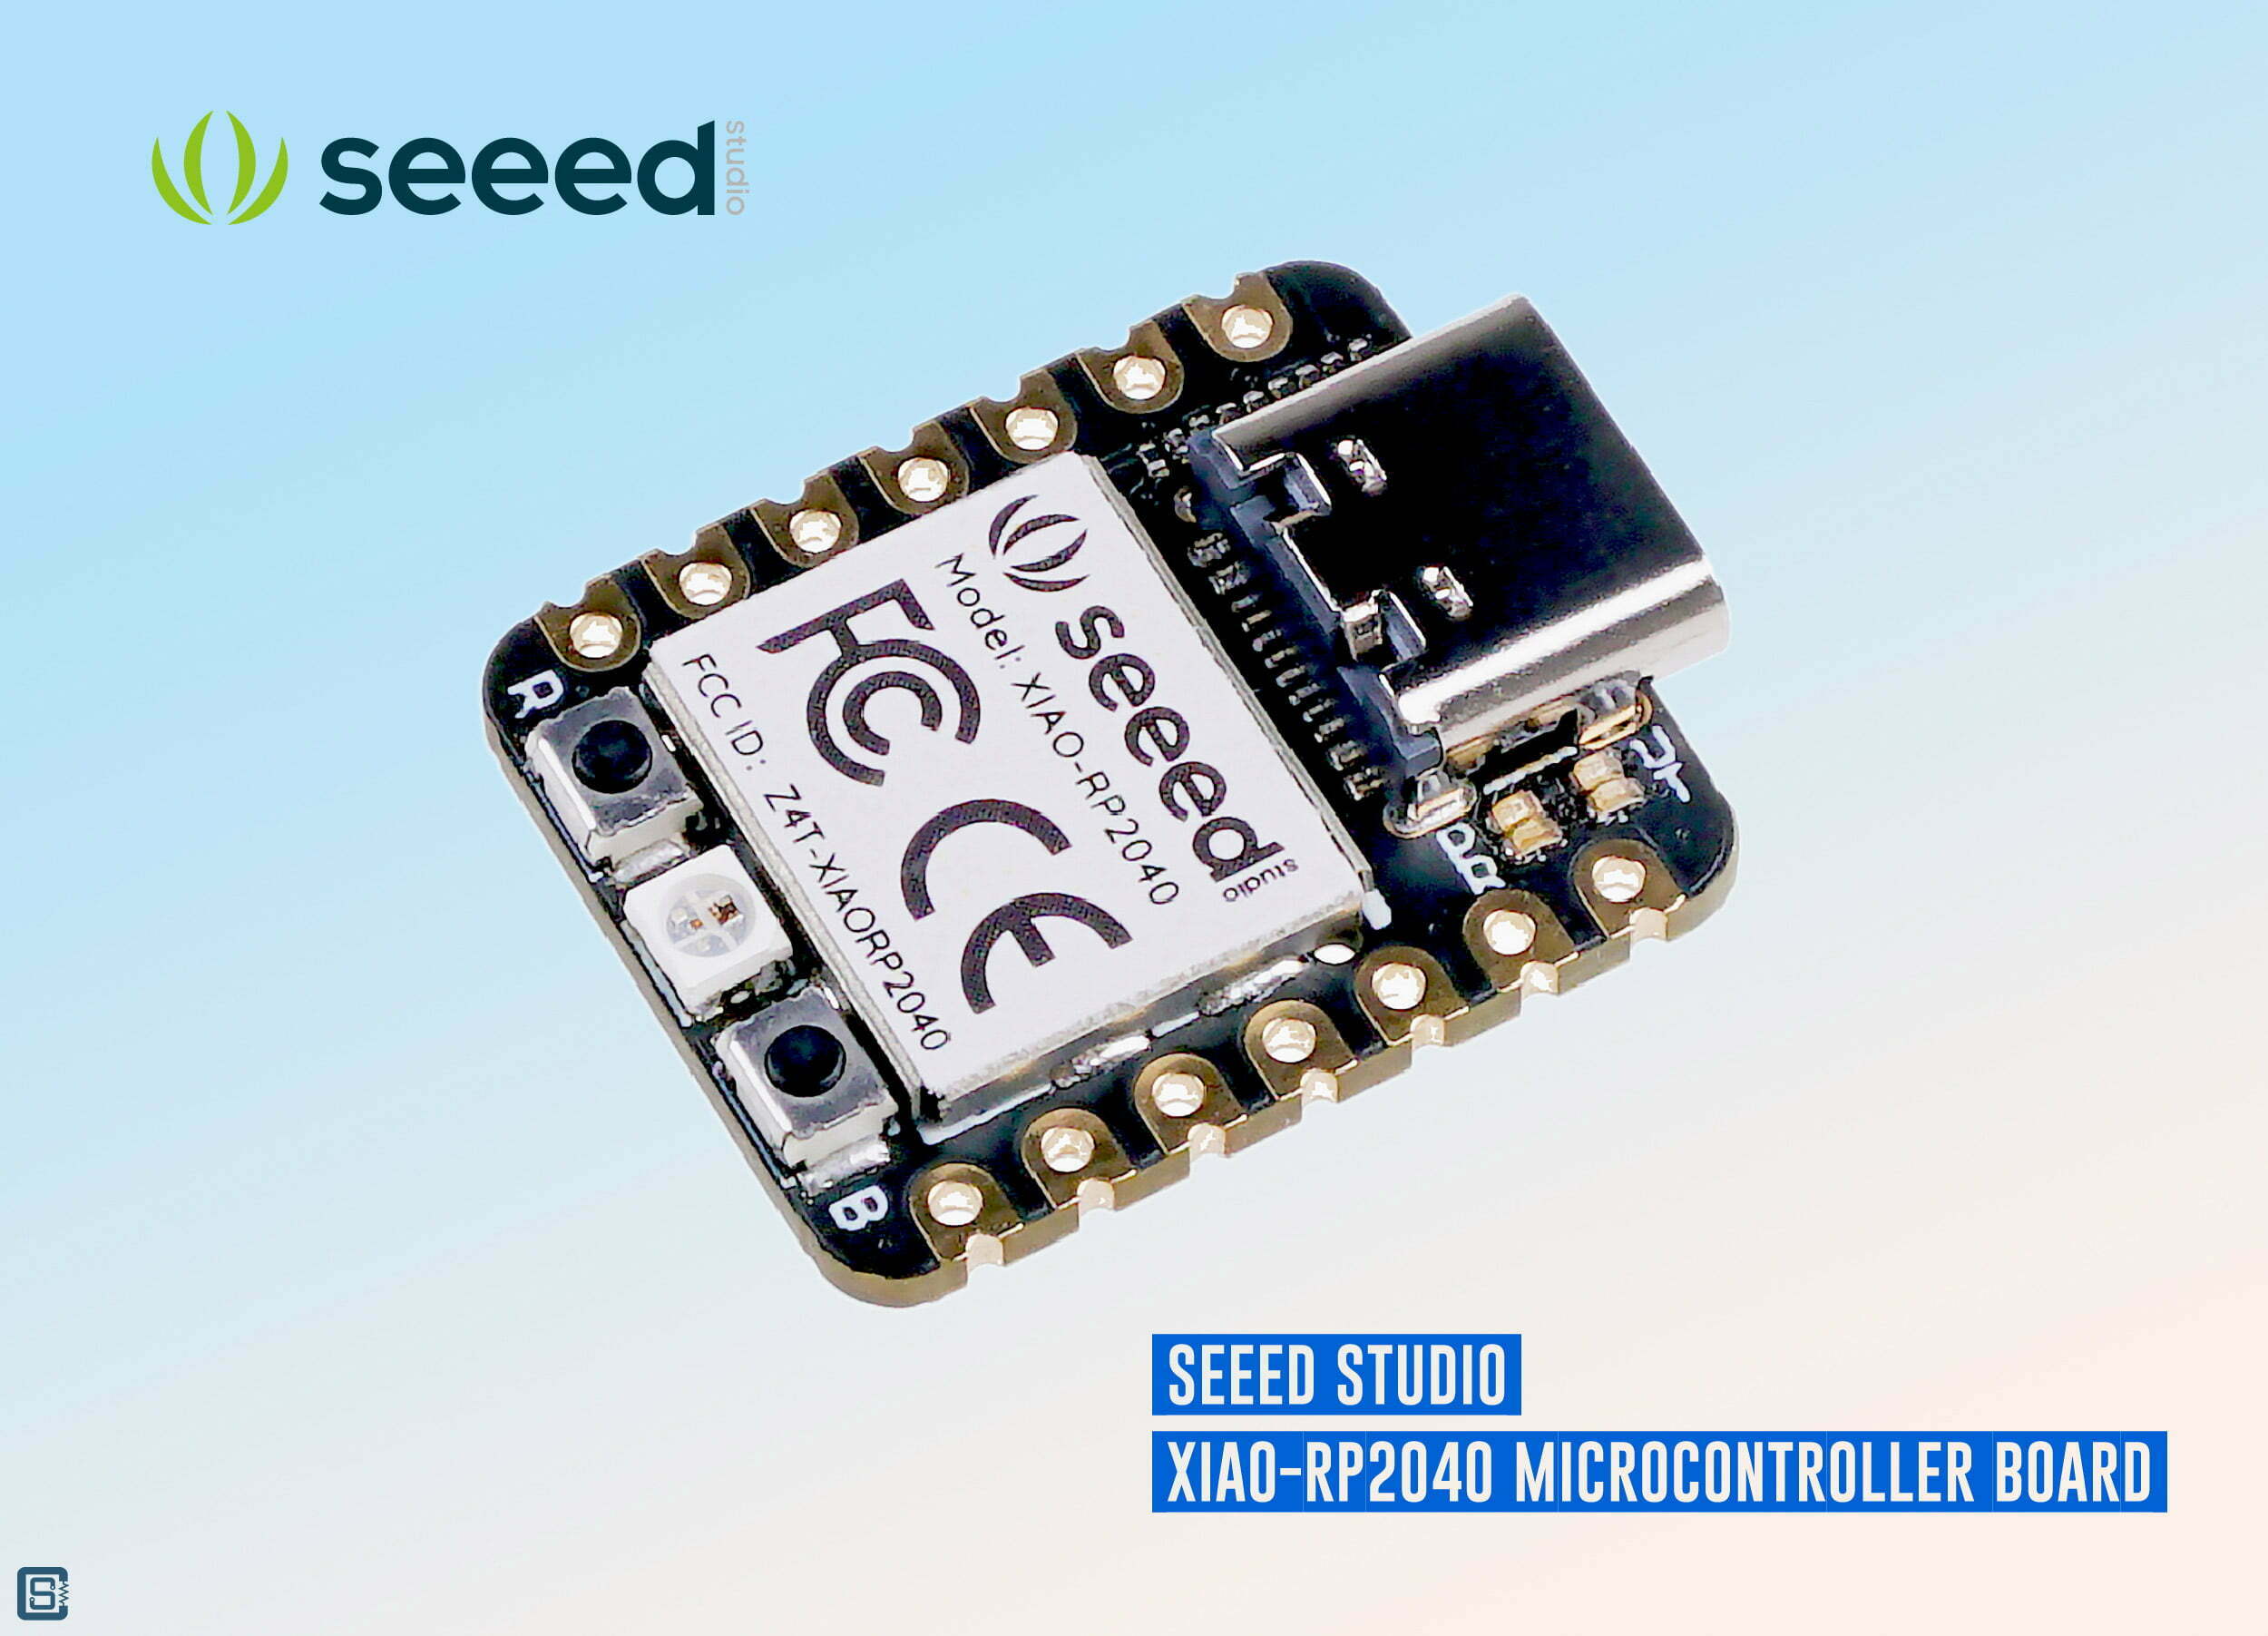 seeed studio
R
seeed studio
Model: XIAO-RP2040
FCC ID: Z4T-XIAORP2040
B
SEEED STUDIO
XIAO-RP2040 MICROCONTROLLER BOARD